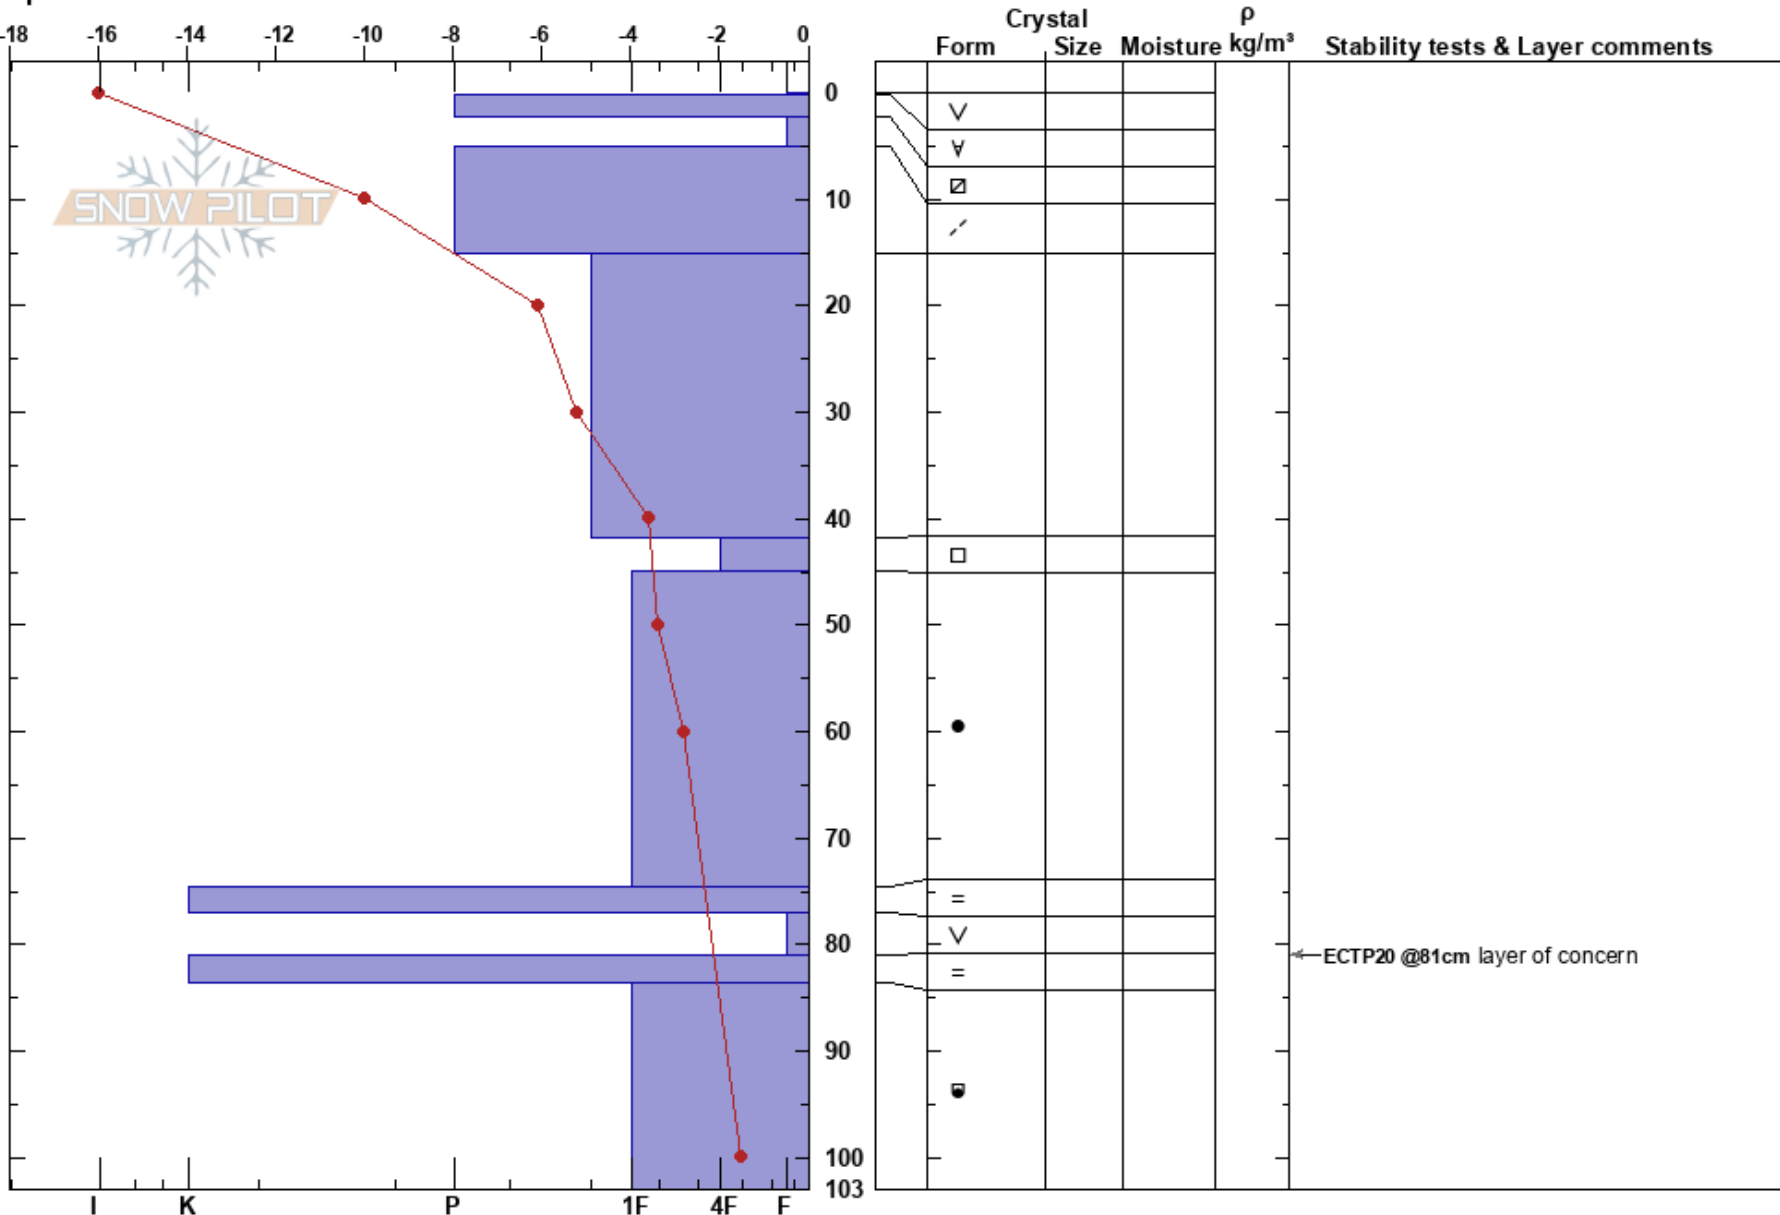 Crystal
ρ
-18 -16 -14 -12 -10 -8 -6 -4 -2 0
Form Size Moisture kg/m³ Stability tests & Layer comments
0
SNOW PILOT
10
20
30
40
50
60
70
80
ECTP20 @81cm layer of concern
90
100
103
I K P 1F 4F F